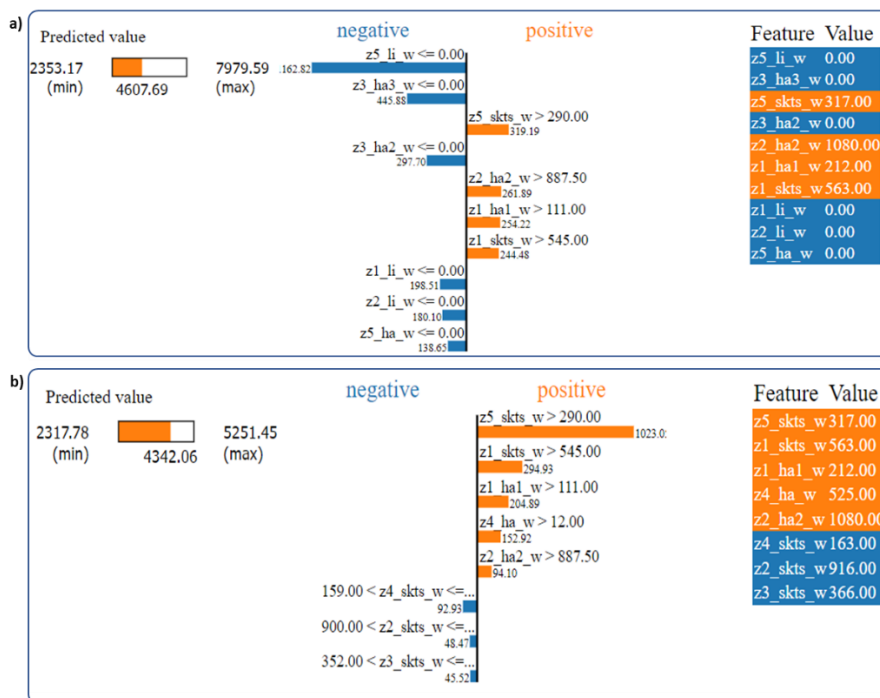 a)
Predicted value
2353.17
(min)
4607.69
7979.59
(max)
negative
positive
z5_li_w <= 0.00
.162.82
z3_ha3_w <= 0.00
445.88
z5_skts_w > 290.00
319.19
z3_ha2_w <= 0.00
297.70
z2_ha2_w > 887.50
261.89
z1_ha1_w > 111.00
254.22
z1_skts_w > 545.00
244.48
z1_li_w <= 0.00
198.51
z2_li_w <= 0.00
180.10
z5_ha_w <= 0.00
138.65
Feature Value
z5_li_w 0.00
z3_ha3_w 0.00
z5_skts_w 317.00
z3_ha2_w 0.00
z2_ha2_w 1080.00
z1_ha1_w 212.00
z1_skts_w 563.00
z1_li_w 0.00
z2_li_w 0.00
z5_ha_w 0.00
b)
Predicted value
2317.78
(min)
4342.06
5251.45
(max)
negative
positive
z5_skts_w > 290.00
1023.0
z1_skts_w > 545.00
294.93
z1_ha1_w > 111.00
204.89
z4_ha_w > 12.00
152.92
z2_ha2_w > 887.50
94.10
159.00 < z4_skts_w <=...
92.93
900.00 < z2_skts_w <=...
48.47
352.00 < z3_skts_w <=...
45.52
Feature Value
z5_skts_w 317.00
z1_skts_w 563.00
z1_ha1_w 212.00
z4_ha_w 525.00
z2_ha2_w 1080.00
z4_skts_w 163.00
z2_skts_w 916.00
z3_skts_w 366.00